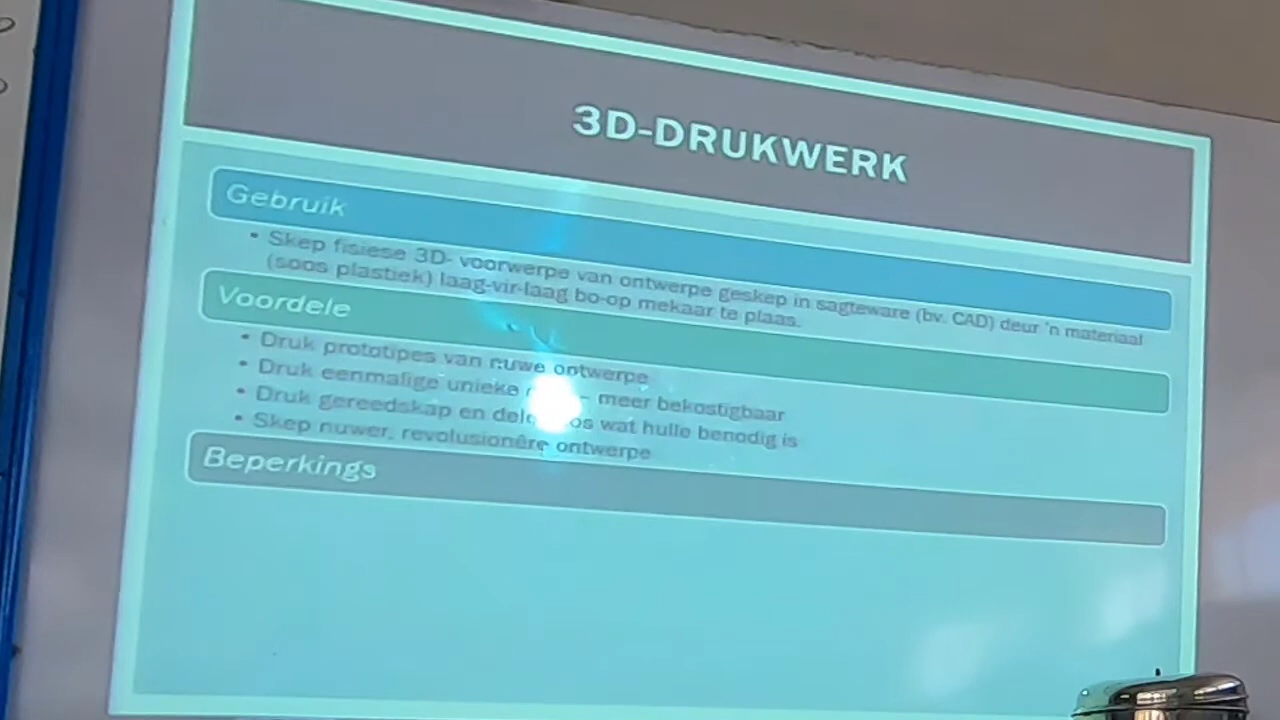 3D-DRUKWERK
Gebruik
• Skep fisiese 3D- voorwerpe van ontwerpe geskep in sagteware (bv. CAD) deur 'n materiaal
(soos plastiek) laag-vir-laag bo-op mekaar te plaas.
Voordele
• Druk prototipes van nuwe ontwerpe
• Druk eenmalige unieke – meer bekostigbaar
• Druk gereedskap en wat hulle benodig is
• Skep nuwer, revolusionêre ontwerpe
Beperkings